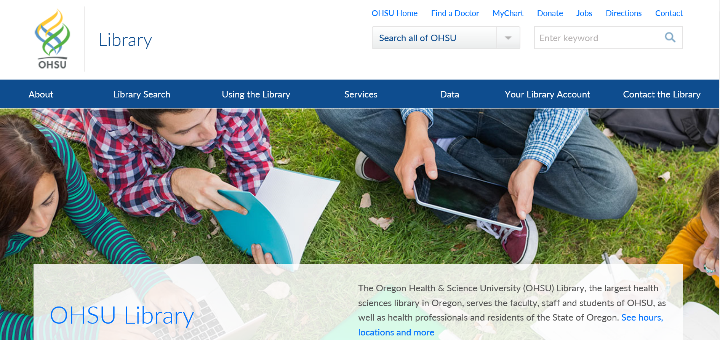 OHSU Home Find a Doctor MyChart Donate Jobs Directions Contact
OHSU
Library
Search all of OHSU
Enter keyword
About Library Search Using the Library Services Data Your Library Account Contact the Library
OHSU Library
The Oregon Health & Science University (OHSU) Library, the largest health
sciences library in Oregon, serves the faculty, staff and students of OHSU, as
well as health professionals and residents of the State of Oregon. See hours,
locations and more